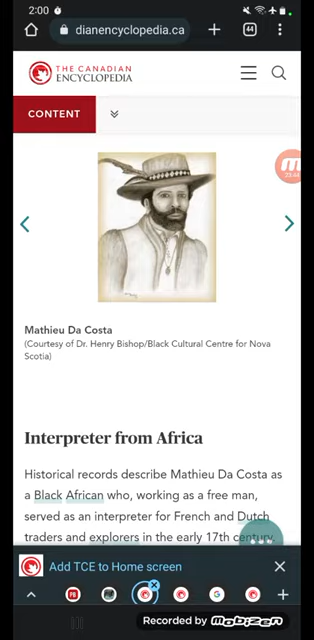 2:00
dianencyclopedia.ca
44
THE CANADIAN
ENCYCLOPEDIA
CONTENT
Mathieu Da Costa
(Courtesy of Dr. Henry Bishop/Black Cultural Centre for Nova
Scotia)
Interpreter from Africa
Historical records describe Mathieu Da Costa as
a Black African who, working as a free man,
served as an interpreter for French and Dutch
traders and explorers in the early 17th century.
Add TCE to Home screen
Recorded by mobizen